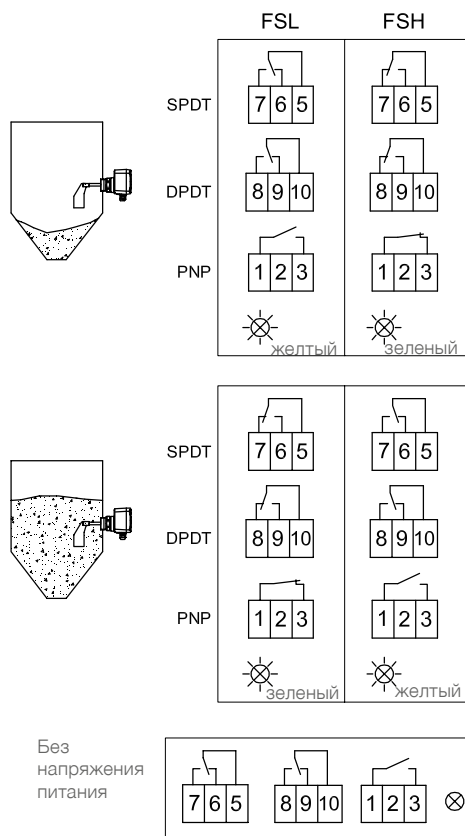 FSL FSH
SPDT 7 6 5 7 6 5
DPDT 8 9 10 8 9 10
PNP 1 2 3 1 2 3
желтый зеленый
SPDT 7 6 5 7 6 5
DPDT 8 9 10 8 9 10
PNP 1 2 3 1 2 3
зеленый желтый
Без
напряжения
питания
7 6 5 8 9 10 1 2 3